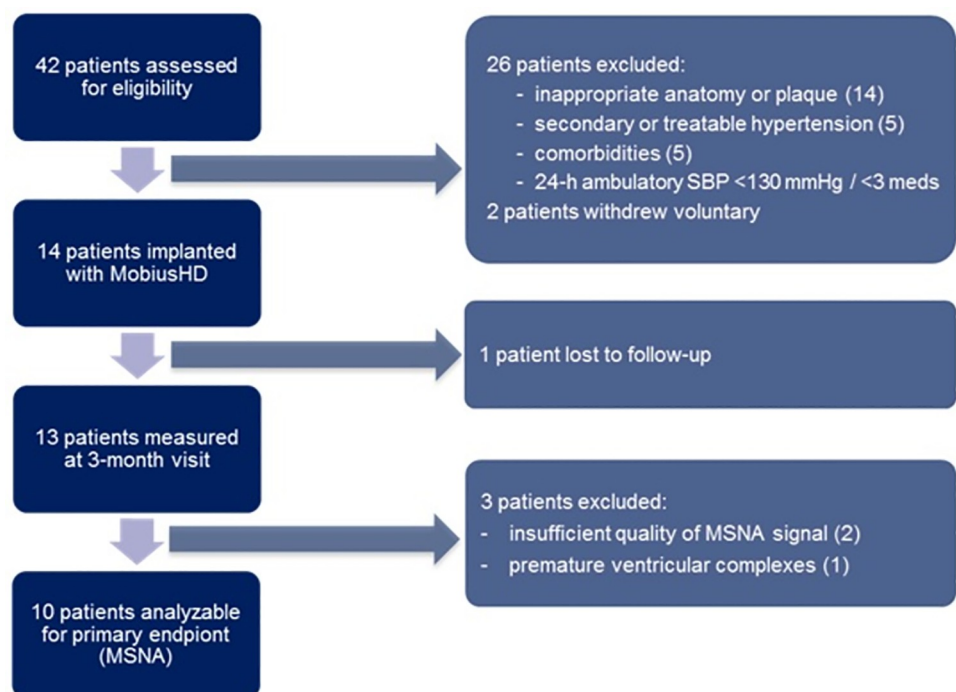 42 patients assessed
for eligibility
26 patients excluded:
- inappropriate anatomy or plaque (14)
- secondary or treatable hypertension (5)
- comorbidities (5)
- 24-h ambulatory SBP <130 mmHg / <3 meds
2 patients withdrew voluntary
14 patients implanted
with MobiusHD
1 patient lost to follow-up
13 patients measured
at 3-month visit
3 patients excluded:
- insufficient quality of MSNA signal (2)
- premature ventricular complexes (1)
10 patients analyzable
for primary endpiont
(MSNA)